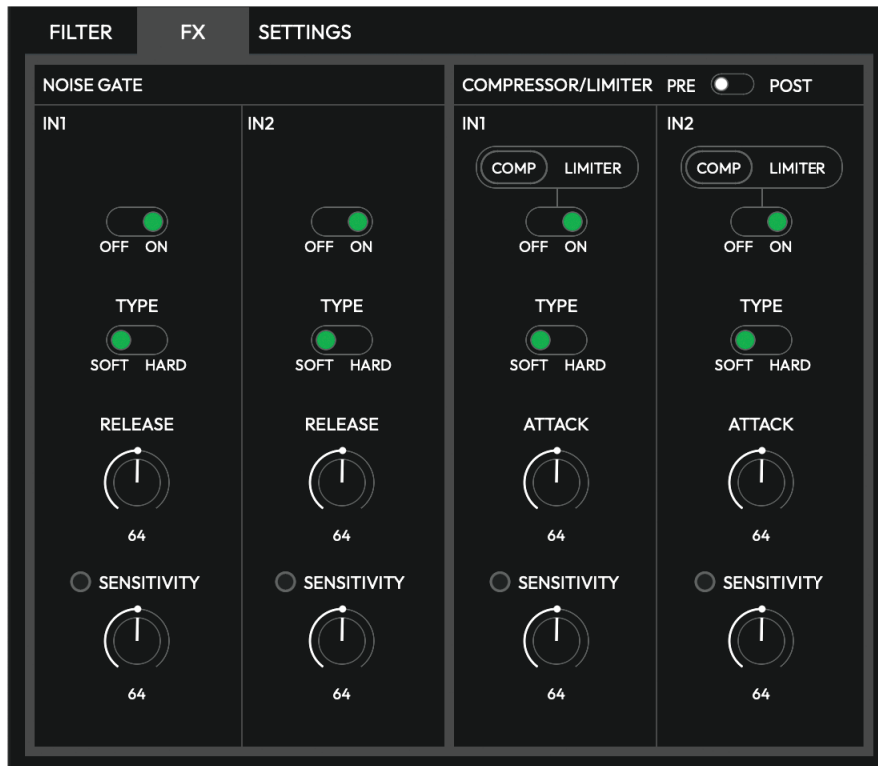 FILTER FX SETTINGS
NOISE GATE
IN1 IN2
OFF ON OFF ON
TYPE TYPE
SOFT HARD SOFT HARD
RELEASE RELEASE
64 64
SENSITIVITY SENSITIVITY
64 64
COMPRESSOR/LIMITER PRE POST
IN1 IN2
COMP LIMITER COMP LIMITER
OFF ON OFF ON
TYPE TYPE
SOFT HARD SOFT HARD
ATTACK ATTACK
64 64
SENSITIVITY SENSITIVITY
64 64